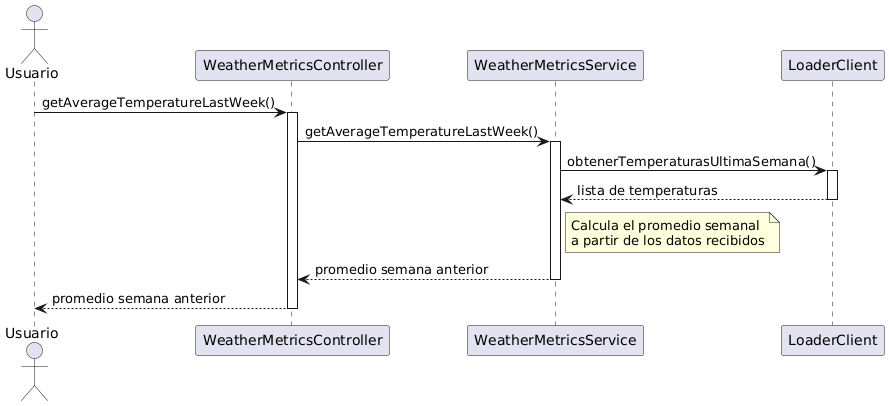 Usuario
WeatherMetricsController
WeatherMetricsService
LoaderClient
getAverageTemperatureLastWeek()
getAverageTemperatureLastWeek()
obtenerTemperaturasUltimaSemana()
lista de temperaturas
Calcula el promedio semanal
a partir de los datos recibidos
promedio semana anterior
promedio semana anterior
Usuario
WeatherMetricsController
WeatherMetricsService
LoaderClient